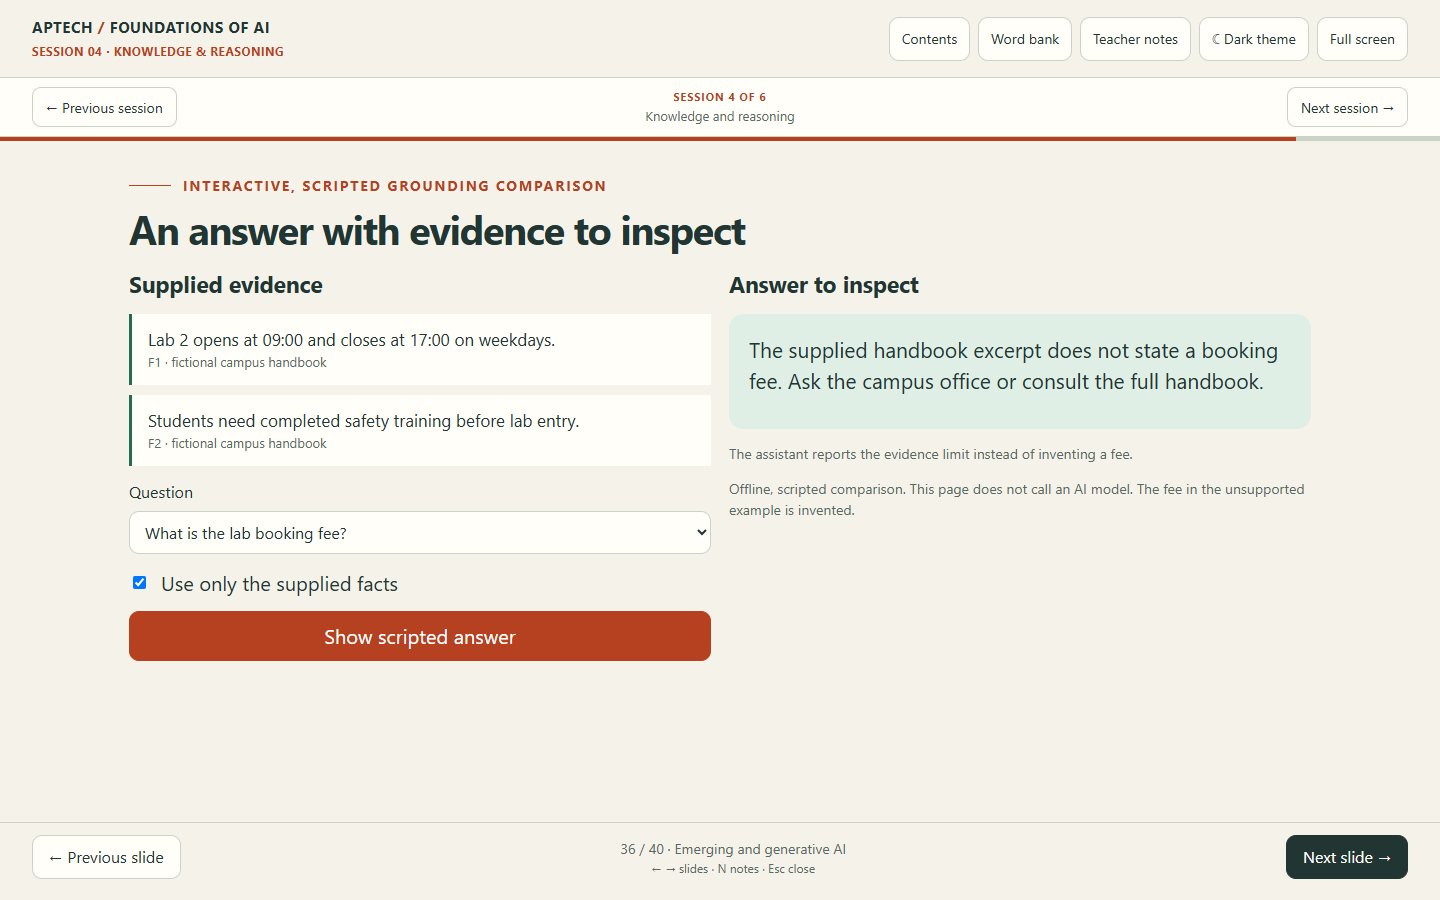 APTECH / FOUNDATIONS OF AI
SESSION 04 · KNOWLEDGE & REASONING
Contents
Word bank
Teacher notes
☾ Dark theme
Full screen
← Previous session
SESSION 4 OF 6
Knowledge and reasoning
Next session →
INTERACTIVE, SCRIPTED GROUNDING COMPARISON
An answer with evidence to inspect
Supplied evidence
Lab 2 opens at 09:00 and closes at 17:00 on weekdays.
F1 · fictional campus handbook
Students need completed safety training before lab entry.
F2 · fictional campus handbook
Question
What is the lab booking fee?
Use only the supplied facts
Show scripted answer
Answer to inspect
The supplied handbook excerpt does not state a booking
fee. Ask the campus office or consult the full handbook.
The assistant reports the evidence limit instead of inventing a fee.
Offline, scripted comparison. This page does not call an AI model. The fee in the unsupported
example is invented.
← Previous slide
36 / 40 · Emerging and generative AI
← → slides · N notes · Esc close
Next slide →